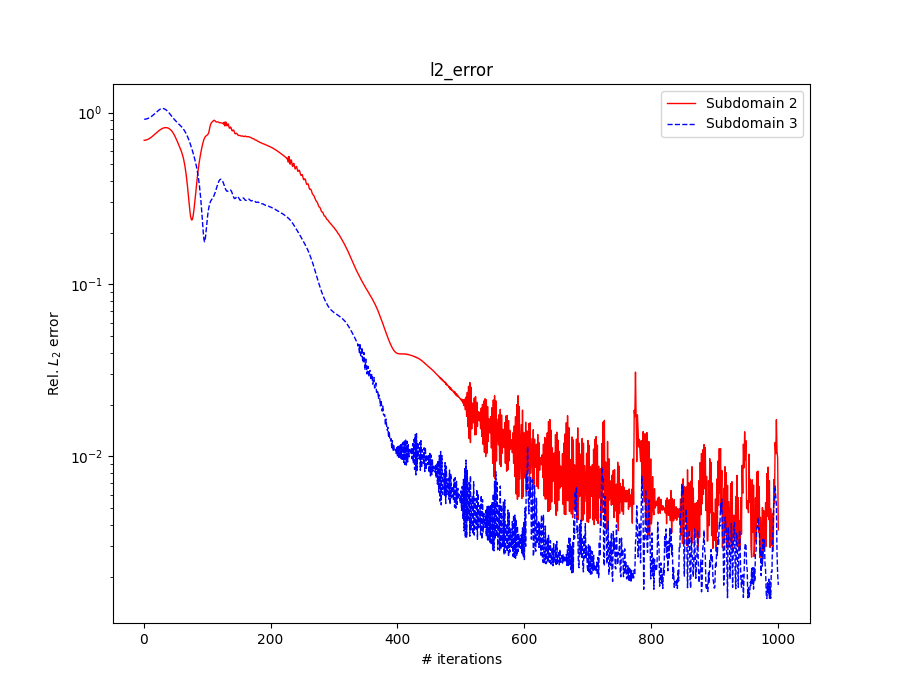 l2_error
Subdomain 2
Subdomain 3
Rel. $L_2$ error
10^0
10^{-1}
10^{-2}
0 200 400 600 800 1000
# iterations